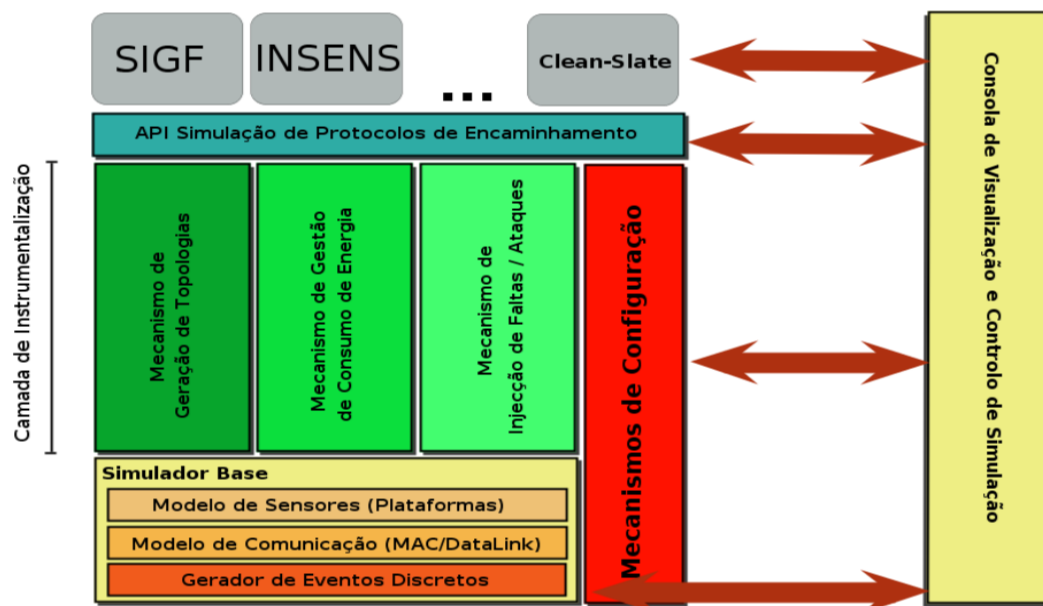 SIGF
INSENS
...
Clean-Slate
API Simulação de Protocolos de Encaminhamento
Camada de Instrumentalização
Mecanismo de
Geração de Topologias
Mecanismo de Gestão
de Consumo de Energia
Mecanismo de
Injecção de Faltas / Ataques
Mecanismos de Configuração
Consola de Visualização e Controlo de Simulação
Simulador Base
Modelo de Sensores (Plataformas)
Modelo de Comunicação (MAC/DataLink)
Gerador de Eventos Discretos